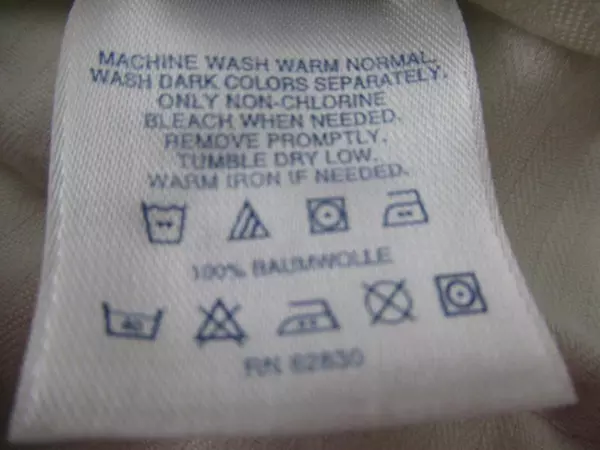 MACHINE WASH WARM NORMAL.
WASH DARK COLORS SEPARATELY.
ONLY NON-CHLORINE
BLEACH WHEN NEEDED.
REMOVE PROMPTLY.
TUMBLE DRY LOW.
WARM IRON IF NEEDED.
100% BAUMWOLLE
40
RN 62830